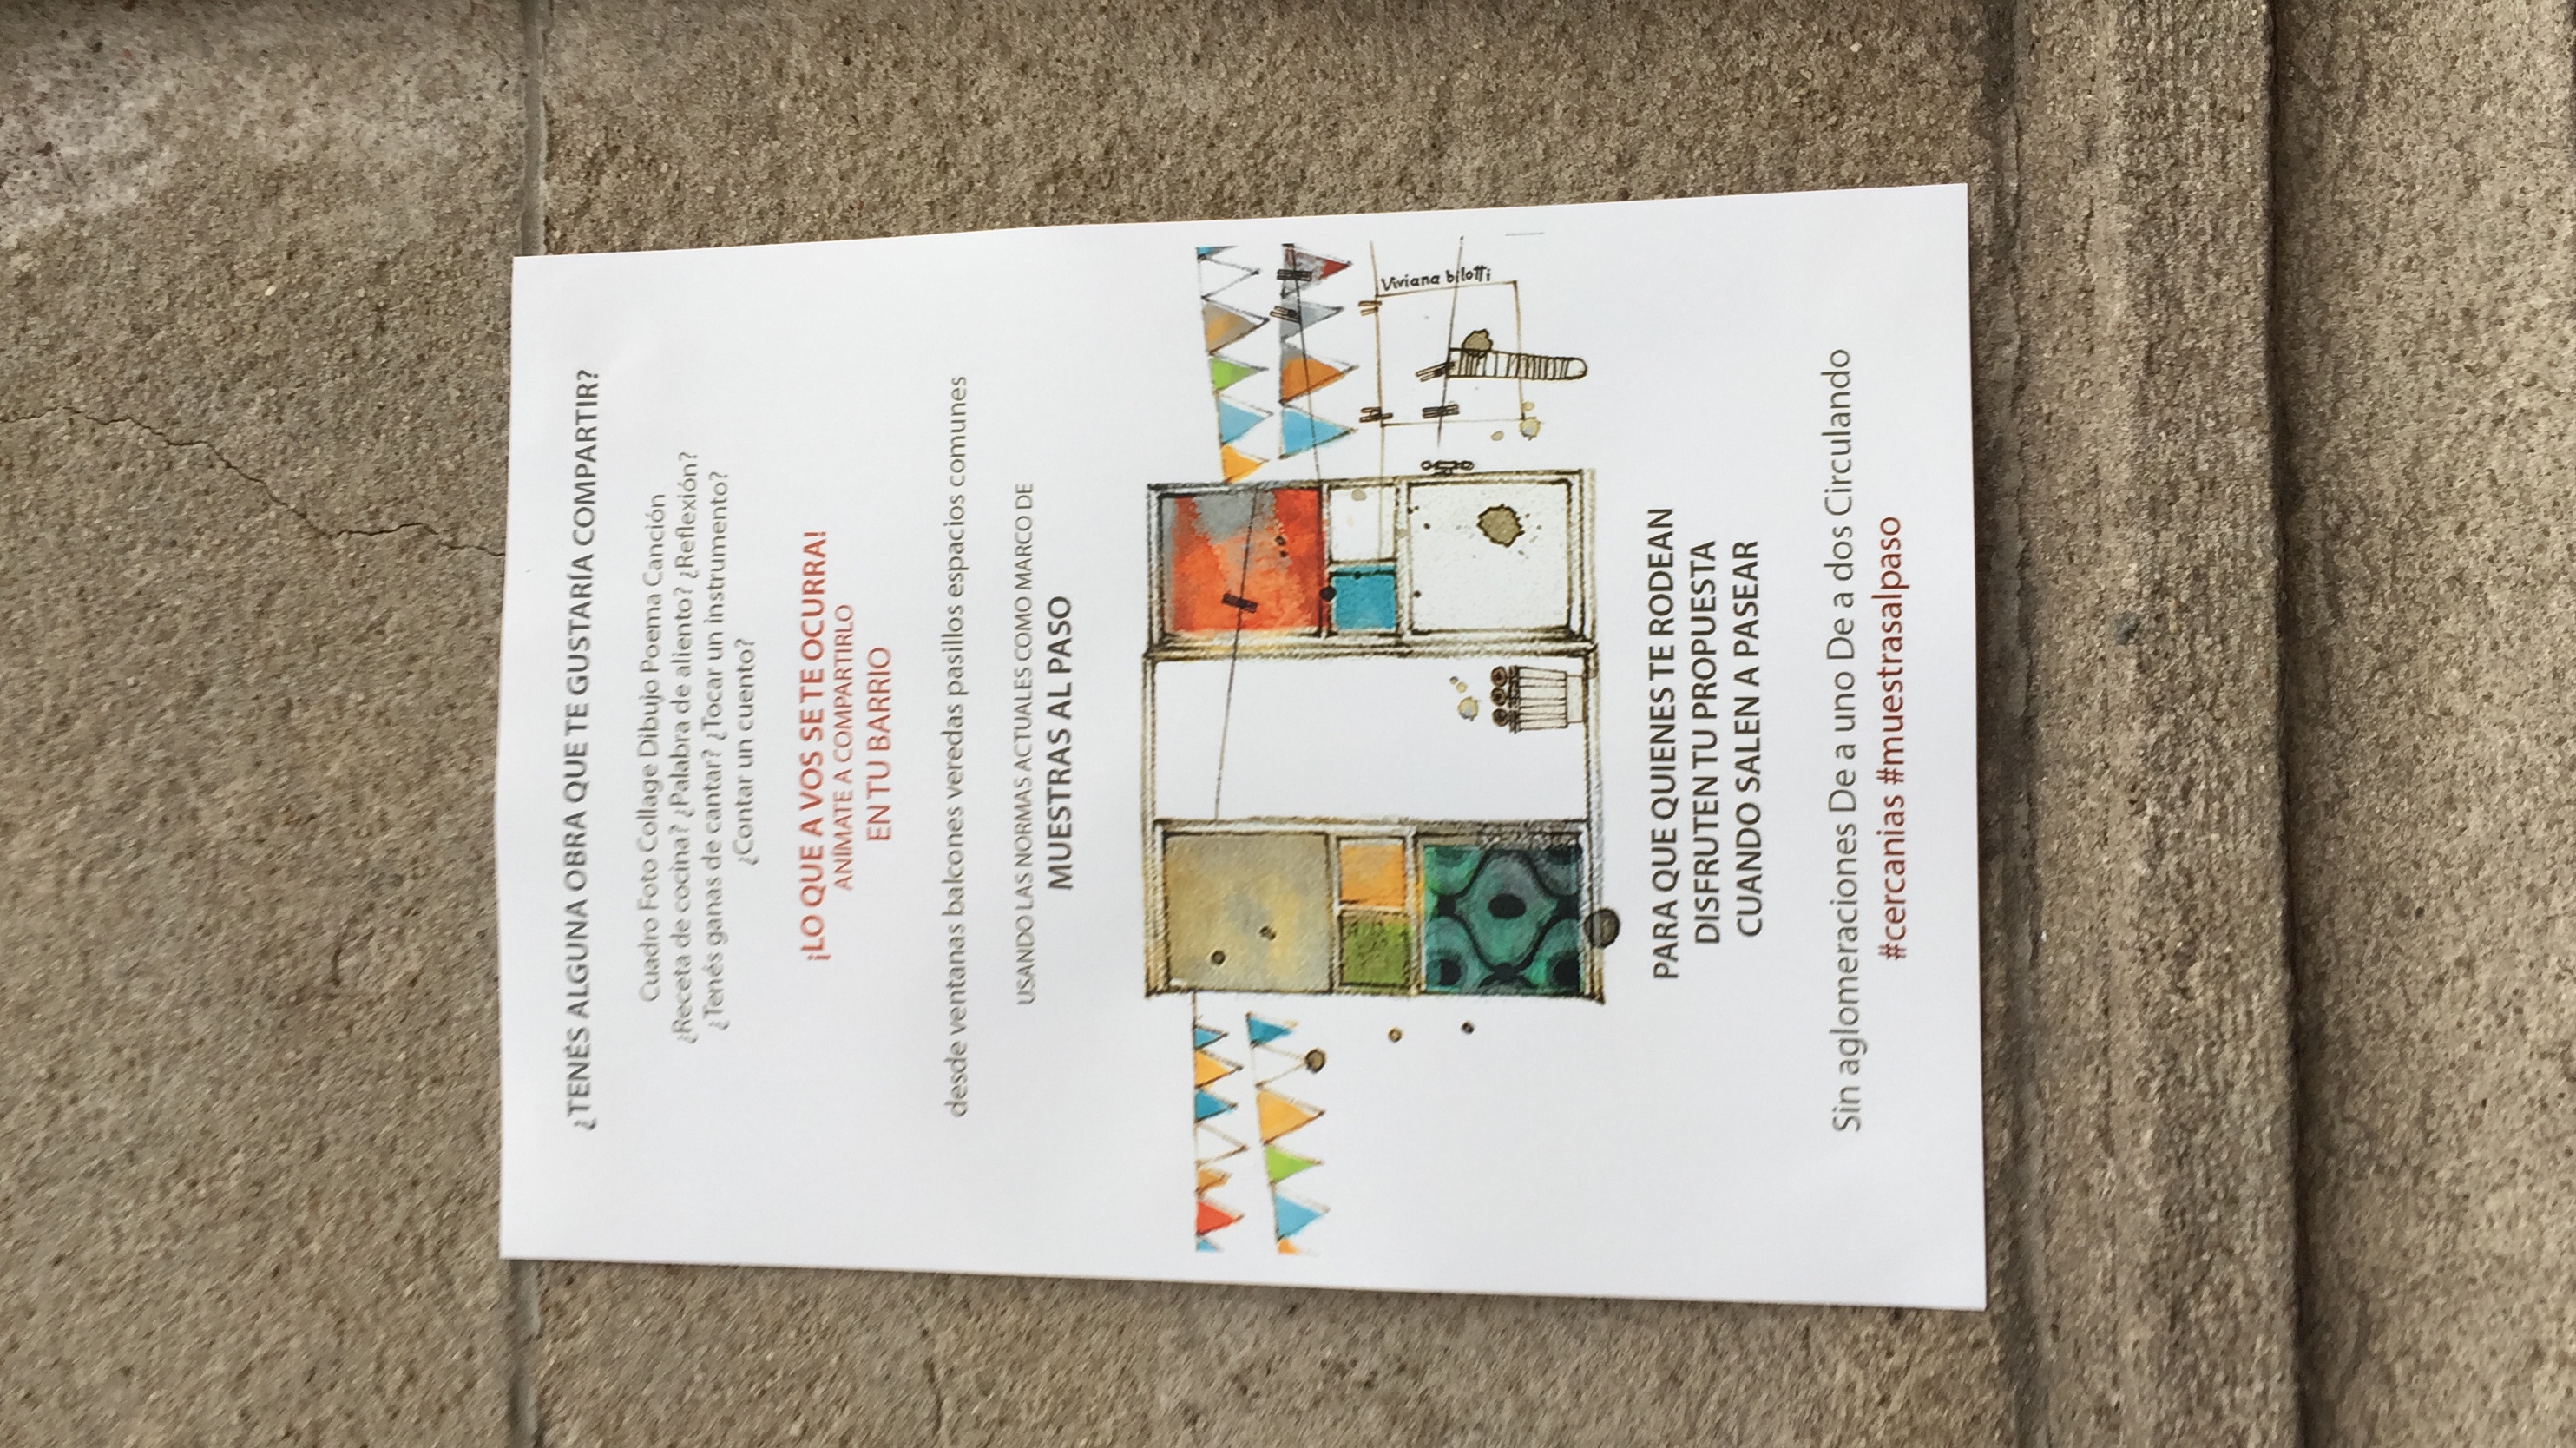 ¿TENÉS ALGUNA OBRA QUE TE GUSTARÍA COMPARTIR?
Cuadro Foto Collage Dibujo Poema Canción
¿Receta de cocina? ¿Palabra de aliento? ¿Reflexión?
¿Tenés ganas de cantar? ¿Tocar un instrumento?
¿Contar un cuento?
¡LO QUE A VOS SE TE OCURRA!
ANÍMATE A COMPARTIRLO
EN TU BARRIO
desde ventanas balcones veredas pasillos espacios comunes
USANDO LAS NORMAS ACTUALES COMO MARCO DE
MUESTRAS AL PASO
Viviana bilotti
PARA QUE QUIENES TE RODEAN
DISFRUTEN TU PROPUESTA
CUANDO SALEN A PASEAR
Sin aglomeraciones De a uno De a dos Circulando
#cercanias #muestrasalpaso